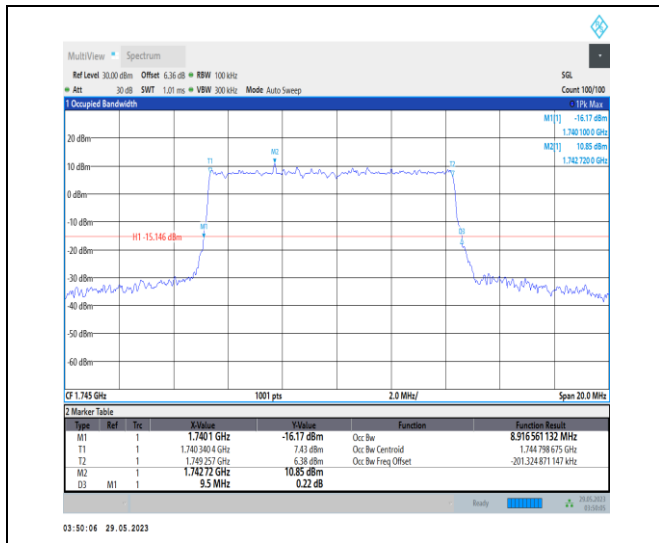 MultiView Spectrum
Ref Level 30.00 dBm Offset 6.36 dB RBW 100 kHz SGL
Att 30 dB SWT 1.01 ms VBW 300 kHz Mode Auto Sweep Count 100/100
1 Occupied Bandwidth 1Pk Max
M1[1] -16.17 dBm
1.740 100 0 GHz
M2[1] 10.85 dBm
1.742 720 0 GHz
20 dBm
M2
T1 T2
10 dBm
0 dBm
-10 dBm
M1
D3
H1 -15.146 dBm
-20 dBm
-30 dBm
-40 dBm
-50 dBm
-60 dBm
CF 1.745 GHz 1001 pts 2.0 MHz/ Span 20.0 MHz
2 Marker Table
Type Ref Trc X-Value Y-Value Function Function Result
M1 1 1.7401 GHz -16.17 dBm Occ Bw 8.916 561 132 MHz
T1 1 1.740 340 4 GHz 7.43 dBm Occ Bw Centroid 1.744 798 675 GHz
T2 1 1.749 257 GHz 6.38 dBm Occ Bw Freq Offset -201.324 871 147 kHz
M2 1 1.742 72 GHz 10.85 dBm
D3 M1 1 9.5 MHz 0.22 dB
Ready 29.05.2023
03:50:05
03:50:06 29.05.2023